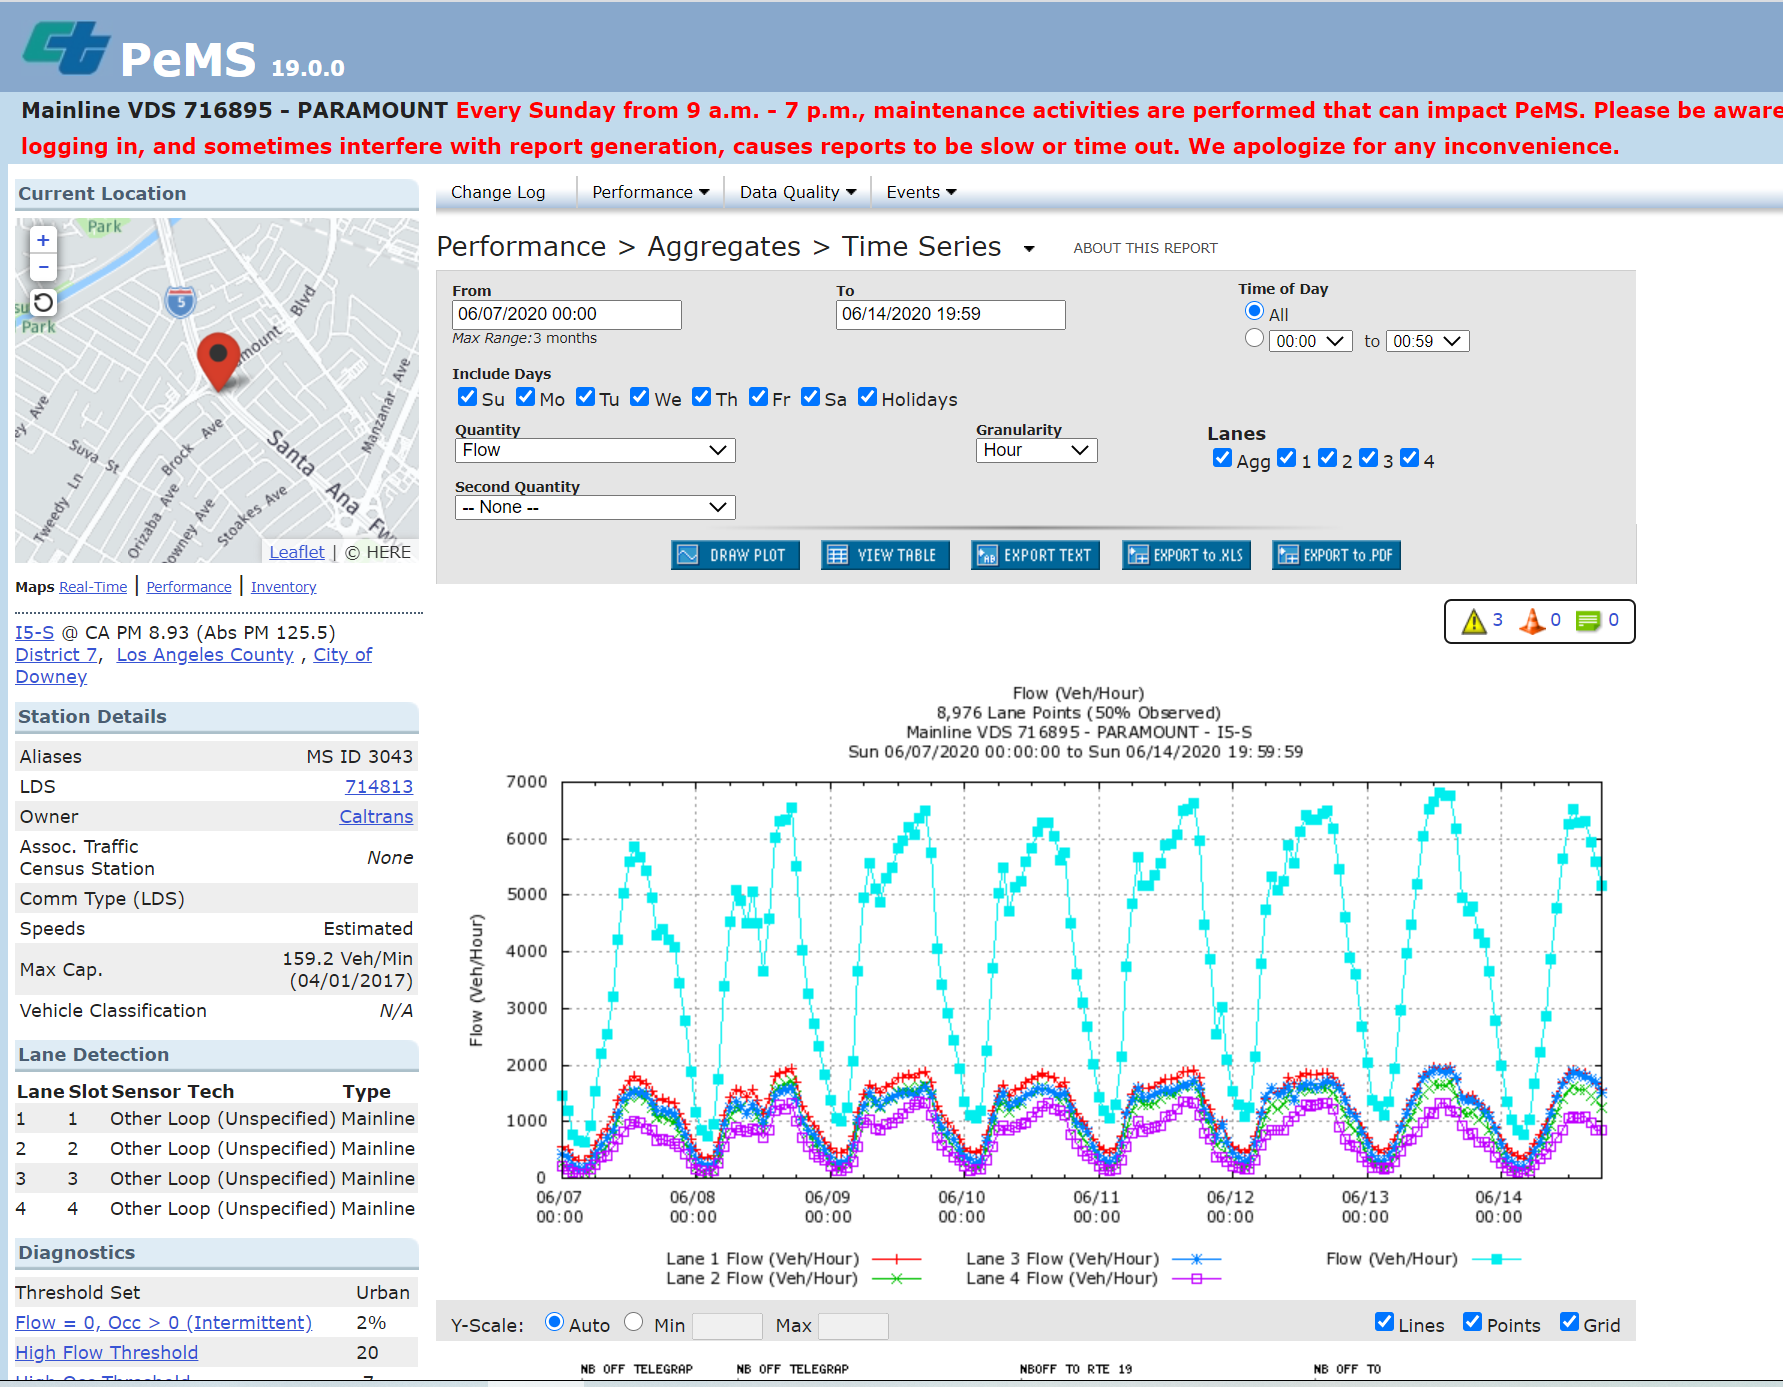 PeMS 19.0.0
Mainline VDS 716895 - PARAMOUNT Every Sunday from 9 a.m. - 7 p.m., maintenance activities are performed that can impact PeMS. Please be aware
logging in, and sometimes interfere with report generation, causes reports to be slow or time out. We apologize for any inconvenience.
Current Location
Park
+
−
Park
5
Paramount Blvd
Manzanar Ave
Suva St
Brock Ave
Santa Ana Fwy
Tweedy Ln
Orizaba Ave
Downey Ave
Stoakes Ave
Leaflet | © HERE
Maps Real-Time | Performance | Inventory
I5-S @ CA PM 8.93 (Abs PM 125.5)
District 7, Los Angeles County , City of
Downey
Station Details
Aliases MS ID 3043
LDS 714813
Owner Caltrans
Assoc. Traffic
Census Station None
Comm Type (LDS)
Speeds Estimated
Max Cap. 159.2 Veh/Min
(04/01/2017)
Vehicle Classification N/A
Lane Detection
Lane Slot Sensor Tech Type
1 1 Other Loop (Unspecified) Mainline
2 2 Other Loop (Unspecified) Mainline
3 3 Other Loop (Unspecified) Mainline
4 4 Other Loop (Unspecified) Mainline
Diagnostics
Threshold Set Urban
Flow = 0, Occ > 0 (Intermittent) 2%
High Flow Threshold 20
Change Log Performance Data Quality Events
Performance > Aggregates > Time Series ABOUT THIS REPORT
From To Time of Day
06/07/2020 00:00 06/14/2020 19:59 All
Max Range:3 months 00:00 to 00:59
Include Days
Su Mo Tu We Th Fr Sa Holidays
Quantity Granularity Lanes
Flow Hour Agg 1 2 3 4
Second Quantity
-- None --
DRAW PLOT VIEW TABLE EXPORT TEXT EXPORT to .XLS EXPORT to .PDF
3 0 0
Flow (Veh/Hour)
8,976 Lane Points (50% Observed)
Mainline VDS 716895 - PARAMOUNT - I5-S
Sun 06/07/2020 00:00:00 to Sun 06/14/2020 19:59:59
Flow (Veh/Hour)
7000
6000
5000
4000
3000
2000
1000
0
06/07 06/08 06/09 06/10 06/11 06/12 06/13 06/14
00:00 00:00 00:00 00:00 00:00 00:00 00:00 00:00
Lane 1 Flow (Veh/Hour) Lane 3 Flow (Veh/Hour) Flow (Veh/Hour)
Lane 2 Flow (Veh/Hour) Lane 4 Flow (Veh/Hour)
Y-Scale: Auto Min Max Lines Points Grid
NB OFF TELEGRAP NB OFF TELEGRAP NBOFF TO RTE 19 NB OFF TO